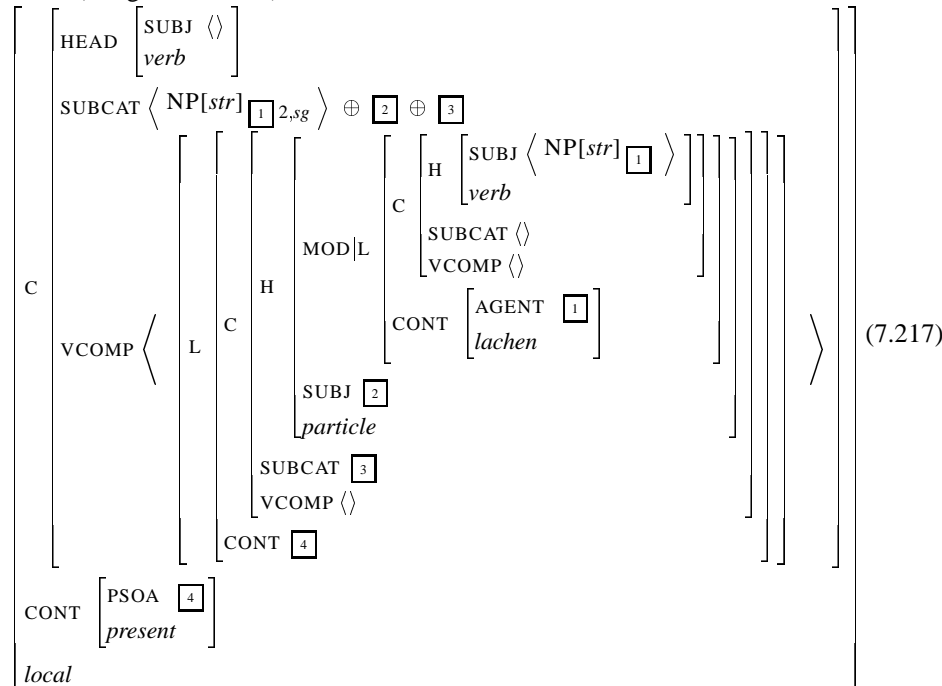 HEAD [SUBJ ⟨⟩
verb]
SUBCAT ⟨ NP[str] 1 2,sg ⟩ ⊕ 2 ⊕ 3
H [SUBJ ⟨ NP[str] 1 ⟩
verb]
C
SUBCAT ⟨⟩
MOD|L
VCOMP ⟨⟩
H
C
CONT [AGENT 1
lachen]
C
VCOMP ⟨ L ⟩ (7.217)
SUBJ 2
particle
SUBCAT 3
VCOMP ⟨⟩
CONT 4
CONT [PSOA 4
present]
local